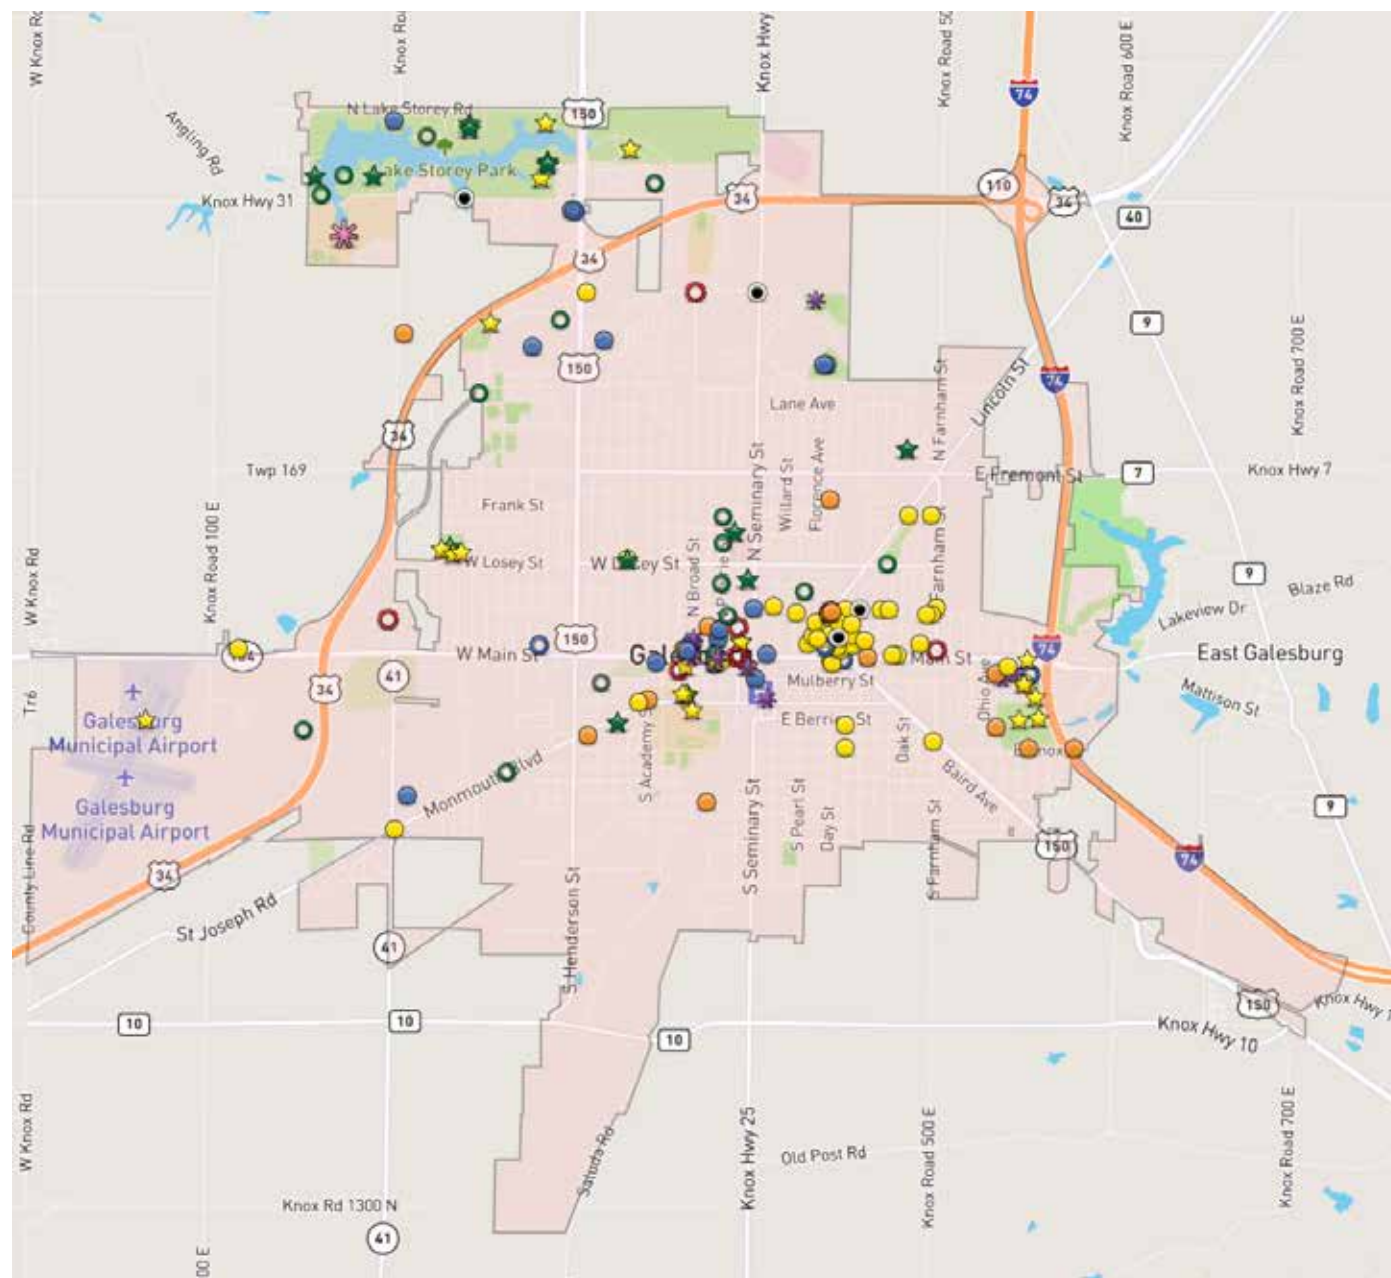 W Knox Rd
Knox Hwy
Knox Road 600 E
74
N Lake Storey Rd
150
Angling Rd
Lake Storey Park
110
34
34
Knox Hwy 31
40
34
9
150
74
Knox Road 700 E
Lane Ave
N Farnham St
Lincoln St
34
Twp 169
N Seminary St
Willard St
Florence Ave
E Fremont St
7
Knox Hwy 7
Frank St
Knox Road 100 E
W Knox Rd
W Losey St
W Losey St
N Broad St
Farnham St
9
Blaze Rd
Lakeview Dr
150
W Main St
Main St
74
East Galesburg
41
34
Tr6
Mulberry St
Ohio Ave
Mattison St
Galesburg
Municipal Airport
E Berrien St
Oak St
S Academy St
Monmouth Blvd
Baird Ave
Galesburg
Municipal Airport
S Seminary St
S Pearl St
Day St
S Farnham St
9
150
74
34
County Line Rd
St Joseph Rd
41
S Henderson St
10
10
10
150
Knox Hwy 10
W Knox Rd
Saluda Rd
Knox Hwy 25
Old Post Rd
Knox Road 500 E
Knox Road 700 E
Knox Rd 1300 N
41
00 E